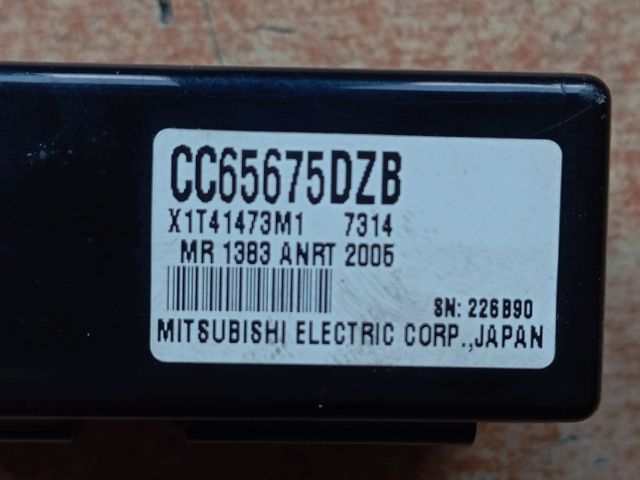 CC65675DZB
X1T41473M1 7314
MR 1383 ANRT 2005
SN: 226B90
MITSUBISHI ELECTRIC CORP.,JAPAN